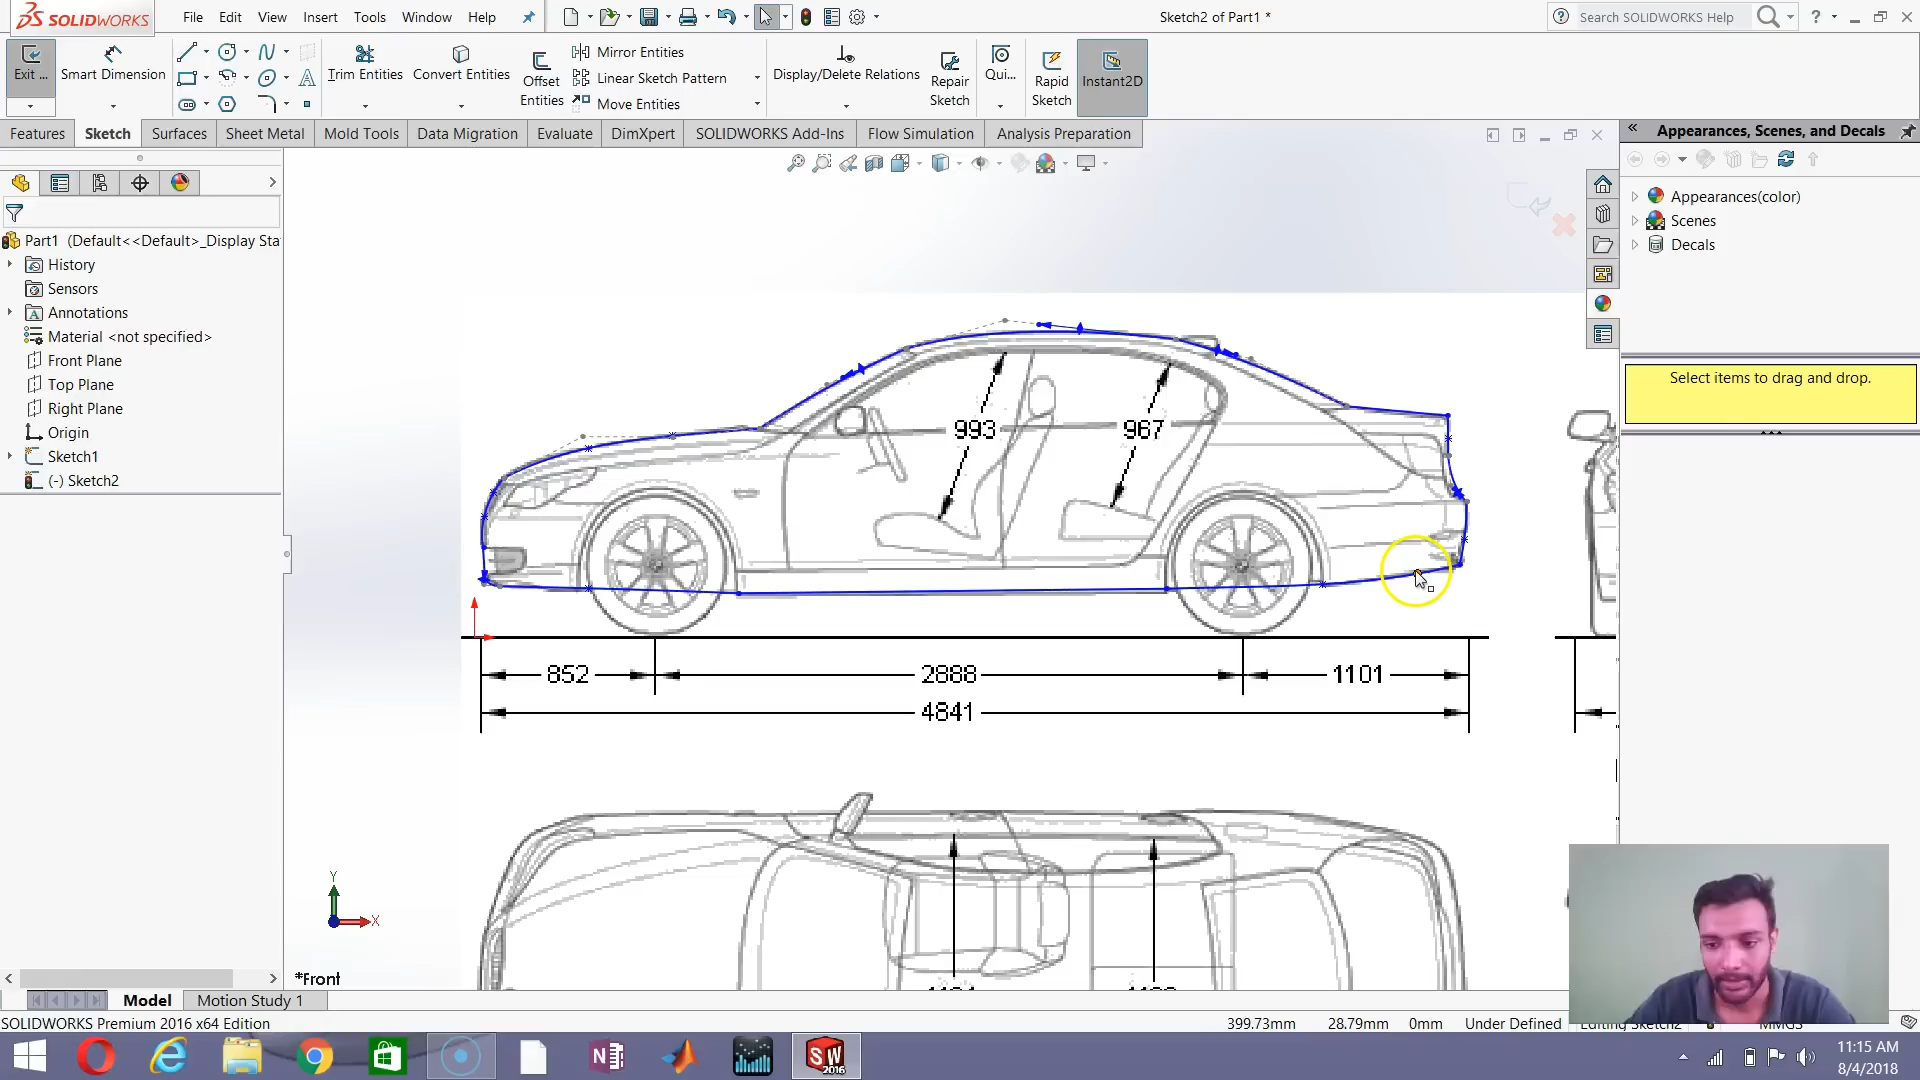 SOLIDWORKS
File Edit View Insert Tools Window Help
Sketch2 of Part1 *
Search SOLIDWORKS Help
Exit ...
Smart Dimension
Trim Entities
Convert Entities
Offset Entities
Mirror Entities
Linear Sketch Pattern
Move Entities
Display/Delete Relations
Repair Sketch
Qui...
Rapid Sketch
Instant2D
Features Sketch Surfaces Sheet Metal Mold Tools Data Migration Evaluate DimXpert SOLIDWORKS Add-Ins Flow Simulation Analysis Preparation
Appearances, Scenes, and Decals
Appearances(color)
Scenes
Decals
Select items to drag and drop.
Part1 (Default<<Default>_Display Sta
History
Sensors
Annotations
Material <not specified>
Front Plane
Top Plane
Right Plane
Origin
Sketch1
(-) Sketch2
993
967
852
2888
1101
4841
Y
X
*Front
Model
Motion Study 1
SOLIDWORKS Premium 2016 x64 Edition
399.73mm 28.79mm 0mm Under Defined Editing Sketch2 MMGS
SW
2016
11:15 AM
8/4/2018